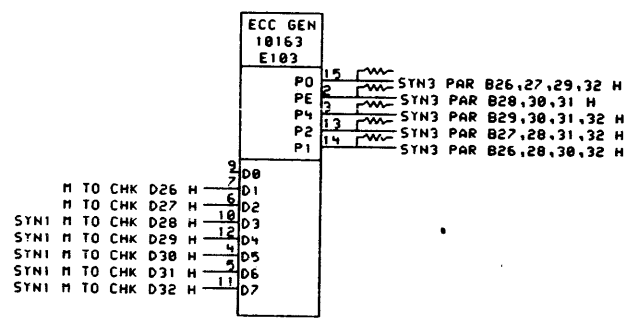 ECC GEN
10163
E103
PO 15 SYN3 PAR B26,27,29,32 H
PE 2 SYN3 PAR B28,30,31 H
P4 3 SYN3 PAR B29,30,31,32 H
P2 13 SYN3 PAR B27,28,31,32 H
P1 14 SYN3 PAR B26,28,30,32 H
9 D0
M TO CHK D26 H 7 D1
M TO CHK D27 H 6 D2
SYN1 M TO CHK D28 H 10 D3
SYN1 M TO CHK D29 H 12 D4
SYN1 M TO CHK D30 H 4 D5
SYN1 M TO CHK D31 H 5 D6
SYN1 M TO CHK D32 H 11 D7